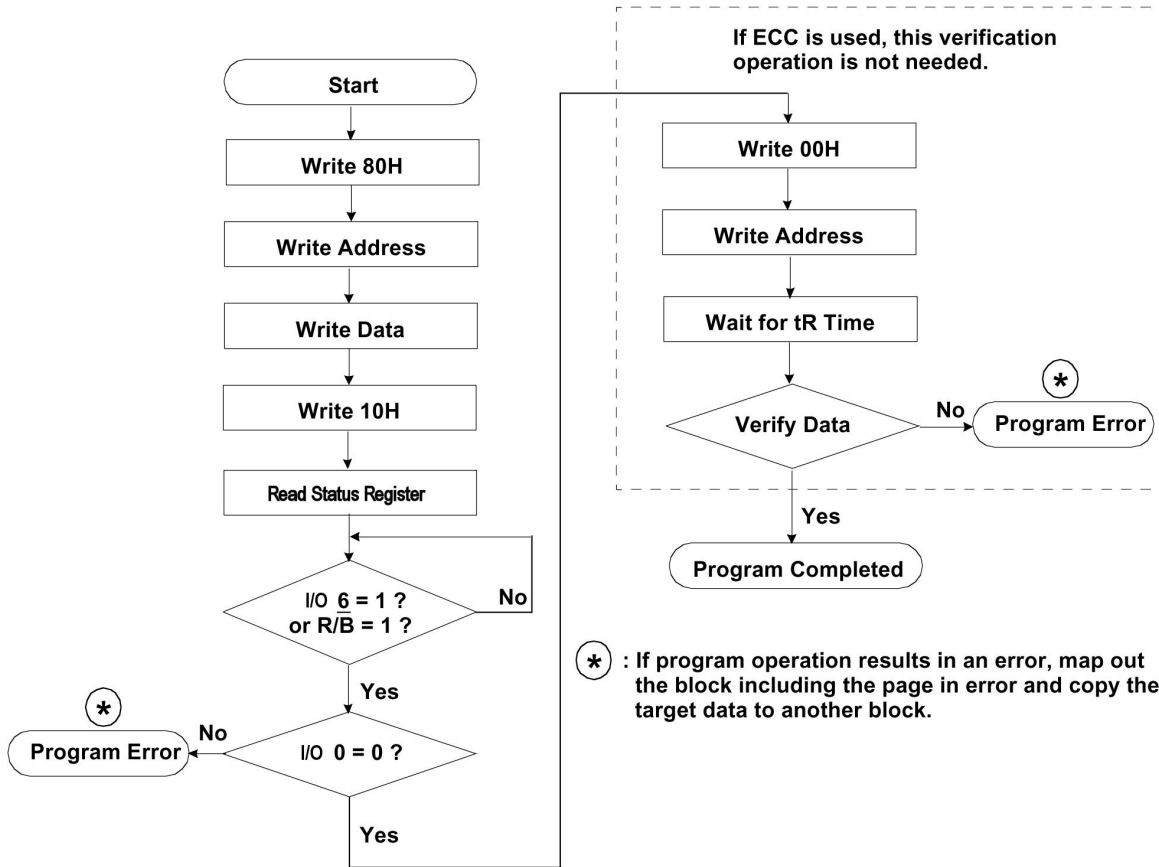 Start
Write 80H
Write Address
Write Data
Write 10H
Read Status Register
I/O 6 = 1 ?
or R/B̅ = 1 ?
No
Yes
*
No
Program Error
I/O 0 = 0 ?
Yes
If ECC is used, this verification
operation is not needed.
Write 00H
Write Address
Wait for tR Time
*
Verify Data
No
Program Error
Yes
Program Completed
* : If program operation results in an error, map out
the block including the page in error and copy the
target data to another block.